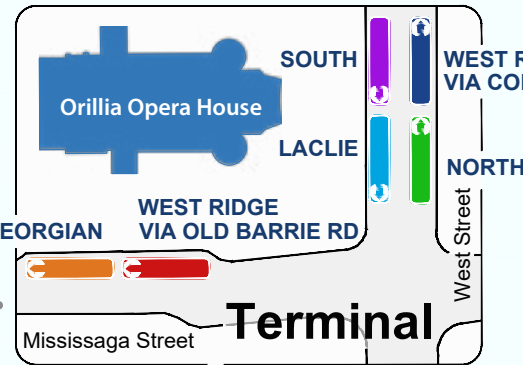 SOUTH
WEST R
VIA CO
Orillia Opera House
LACLIE
NORTH
WEST RIDGE
VIA OLD BARRIE RD
EORGIAN
West Street
Terminal
Mississaga Street